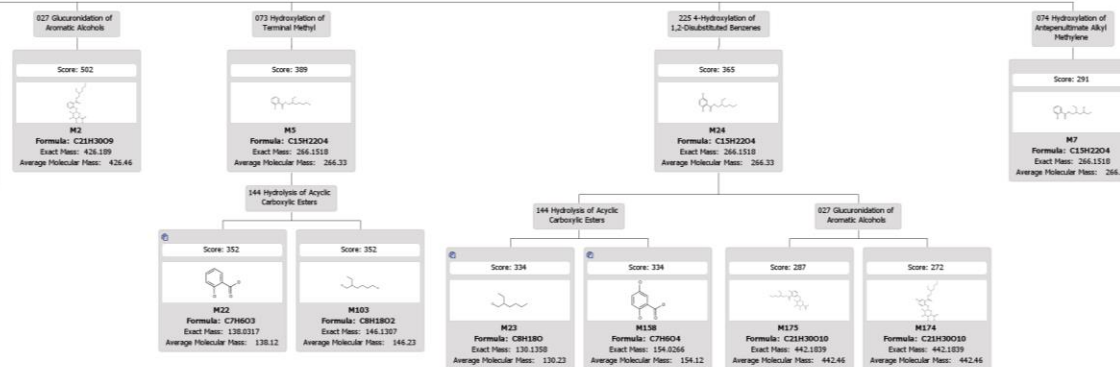 027 Glucuronidation of
Aromatic Alcohols
Score: 502
M2
Formula: C21H30O9
Exact Mass: 426.189
Average Molecular Mass: 426.46
073 Hydroxylation of
Terminal Methyl
Score: 389
M5
Formula: C15H22O4
Exact Mass: 266.1518
Average Molecular Mass: 266.33
144 Hydrolysis of Acyclic
Carboxylic Esters
Score: 352
M22
Formula: C7H6O3
Exact Mass: 138.0317
Average Molecular Mass: 138.12
Score: 352
M103
Formula: C8H18O2
Exact Mass: 146.1307
Average Molecular Mass: 146.23
225 4-Hydroxylation of
1,2-Disubstituted Benzenes
Score: 365
M24
Formula: C15H22O4
Exact Mass: 266.1518
Average Molecular Mass: 266.33
144 Hydrolysis of Acyclic
Carboxylic Esters
Score: 334
M23
Formula: C8H18O
Exact Mass: 130.1358
Average Molecular Mass: 130.23
Score: 334
M158
Formula: C7H6O4
Exact Mass: 154.0266
Average Molecular Mass: 154.12
027 Glucuronidation of
Aromatic Alcohols
Score: 287
M175
Formula: C21H30O10
Exact Mass: 442.1839
Average Molecular Mass: 442.46
Score: 272
M174
Formula: C21H30O10
Exact Mass: 442.1839
Average Molecular Mass: 442.46
074 Hydroxylation of
Antepenultimate Alkyl
Methylene
Score: 291
M7
Formula: C15H22O4
Exact Mass: 266.1518
Average Molecular Mass: 266.